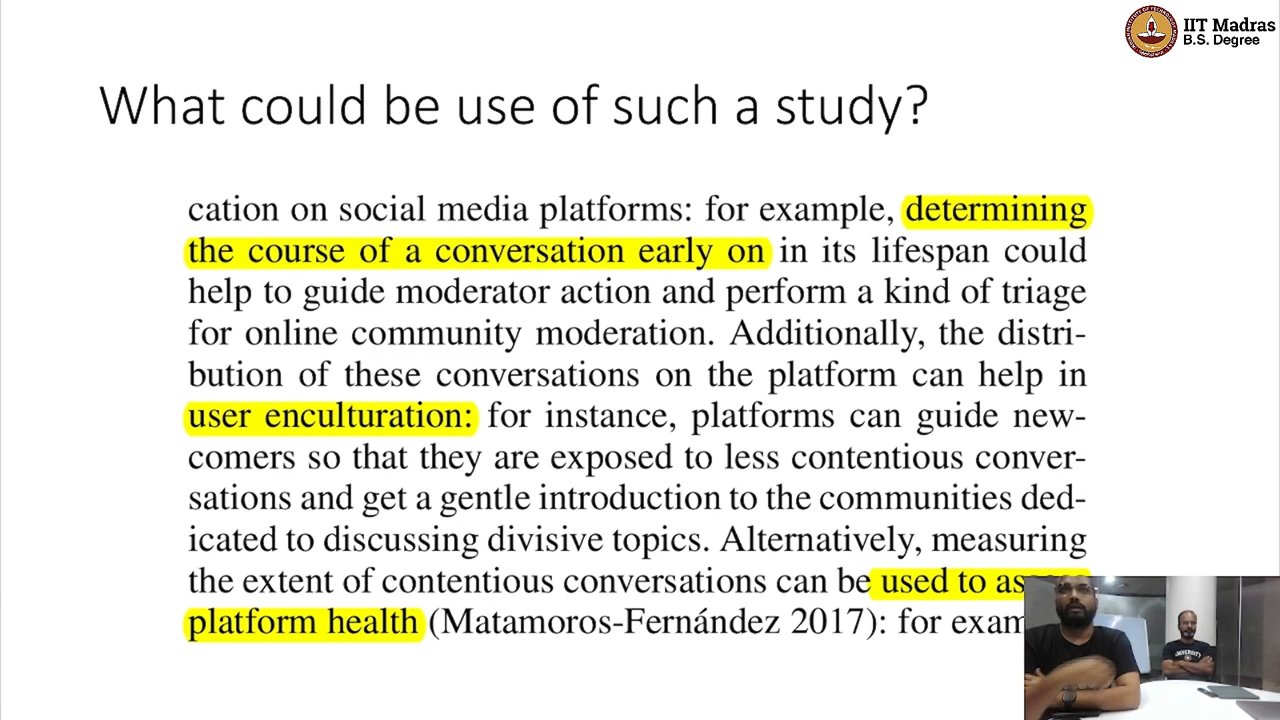 IIT Madras
B.S. Degree
What could be use of such a study?
cation on social media platforms: for example, determining
the course of a conversation early on in its lifespan could
help to guide moderator action and perform a kind of triage
for online community moderation. Additionally, the distri-
bution of these conversations on the platform can help in
user enculturation: for instance, platforms can guide new-
comers so that they are exposed to less contentious conver-
sations and get a gentle introduction to the communities ded-
icated to discussing divisive topics. Alternatively, measuring
the extent of contentious conversations can be used to
platform health (Matamoros-Fernández 2017): for
UNIVERSITY